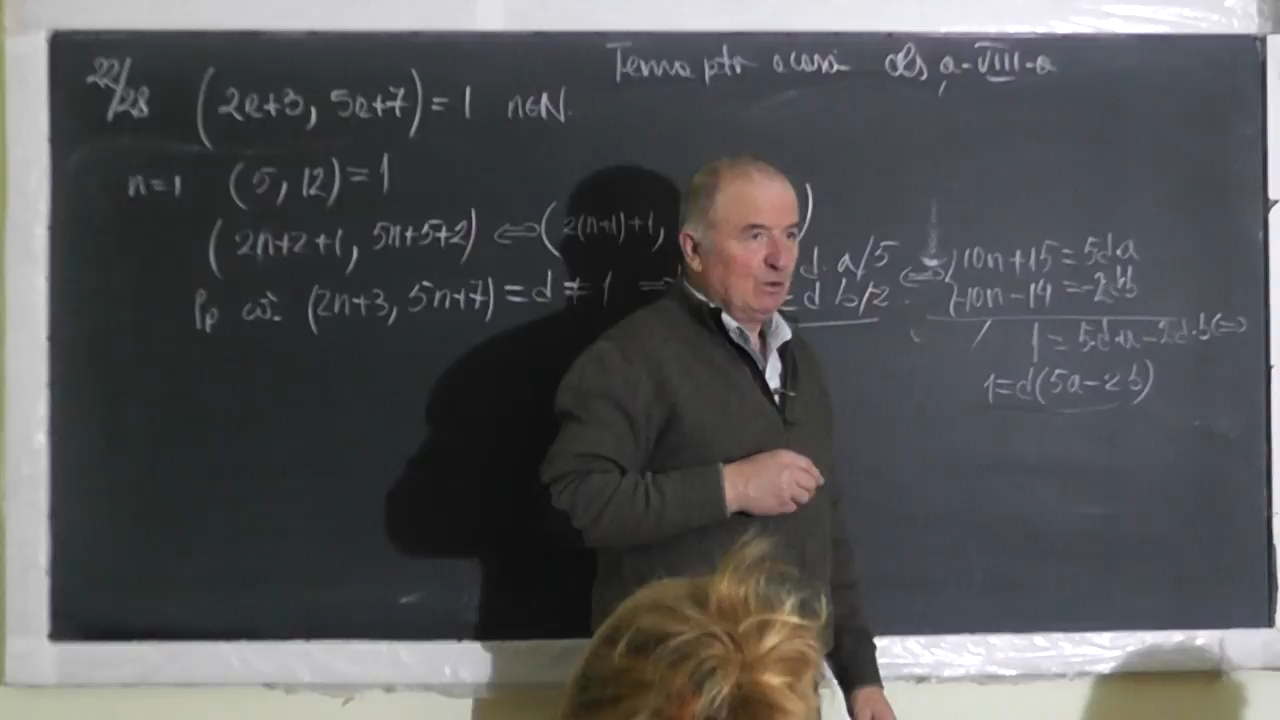 Tema ptr acasă cls a-VIII-a
22/28 (2n+3, 5n+7)=1 n∈N.
n=1 (5, 12)=1
(2n+2+1, 5n+5+2) ⇔ (2(n+1)+1, )
Pp că: (2n+3, 5n+7)=d≠1 ⇒
d·a/5
=d b/2
⇔ {10n+15=5da
{-10n-14=-2db
/ 1=5d·a-2d·b⇔
1=d(5a-2b)